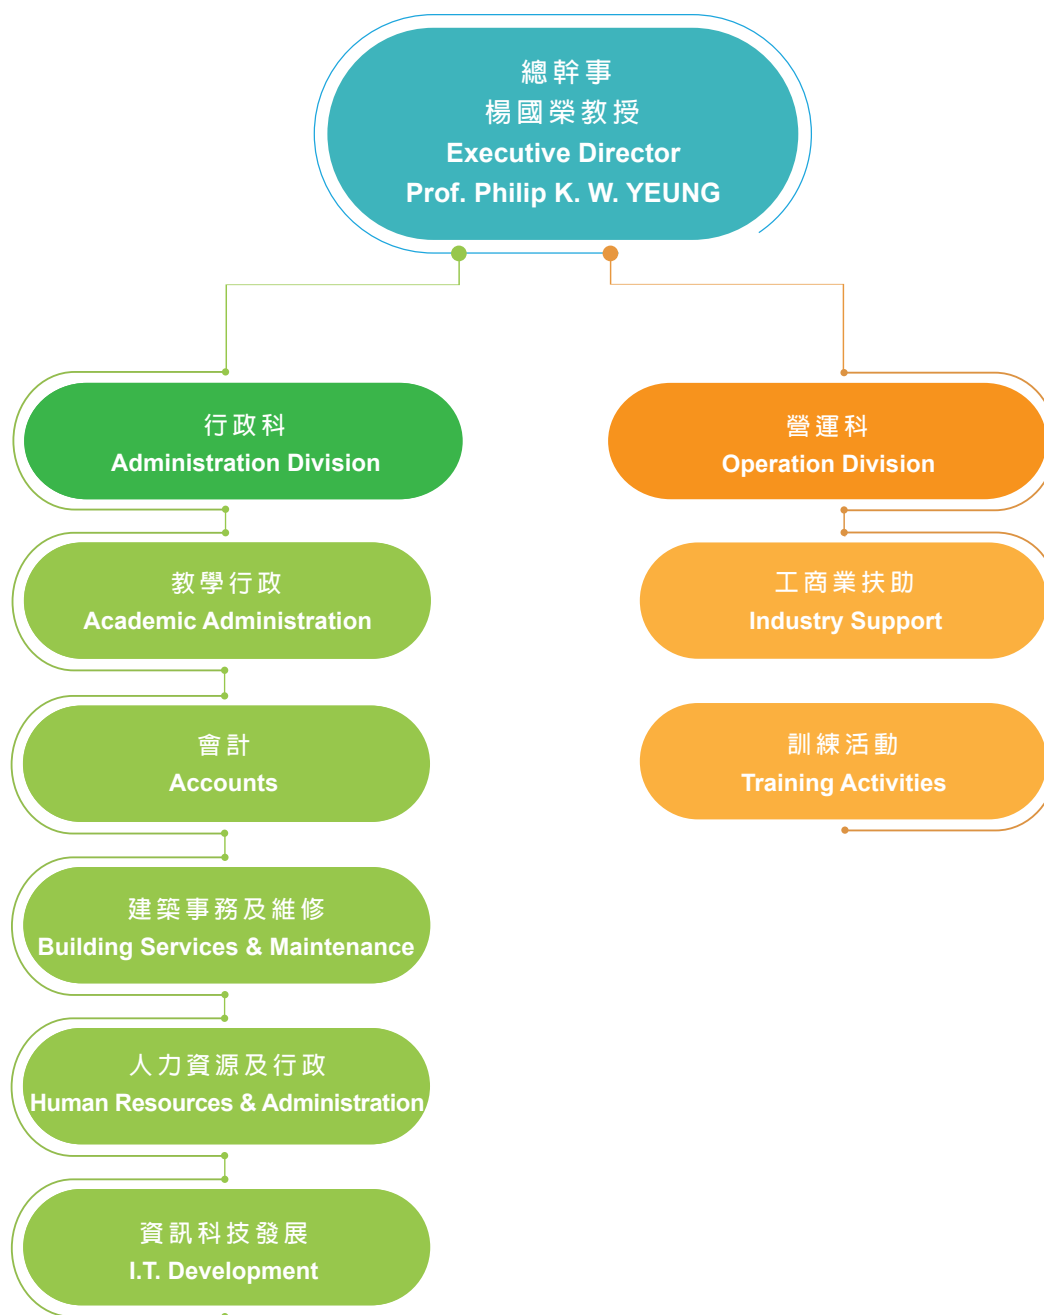 總幹事
楊國榮教授
Executive Director
Prof. Philip K. W. YEUNG
行政科
Administration Division
教學行政
Academic Administration
會計
Accounts
建築事務及維修
Building Services & Maintenance
人力資源及行政
Human Resources & Administration
資訊科技發展
I.T. Development
營運科
Operation Division
工商業扶助
Industry Support
訓練活動
Training Activities